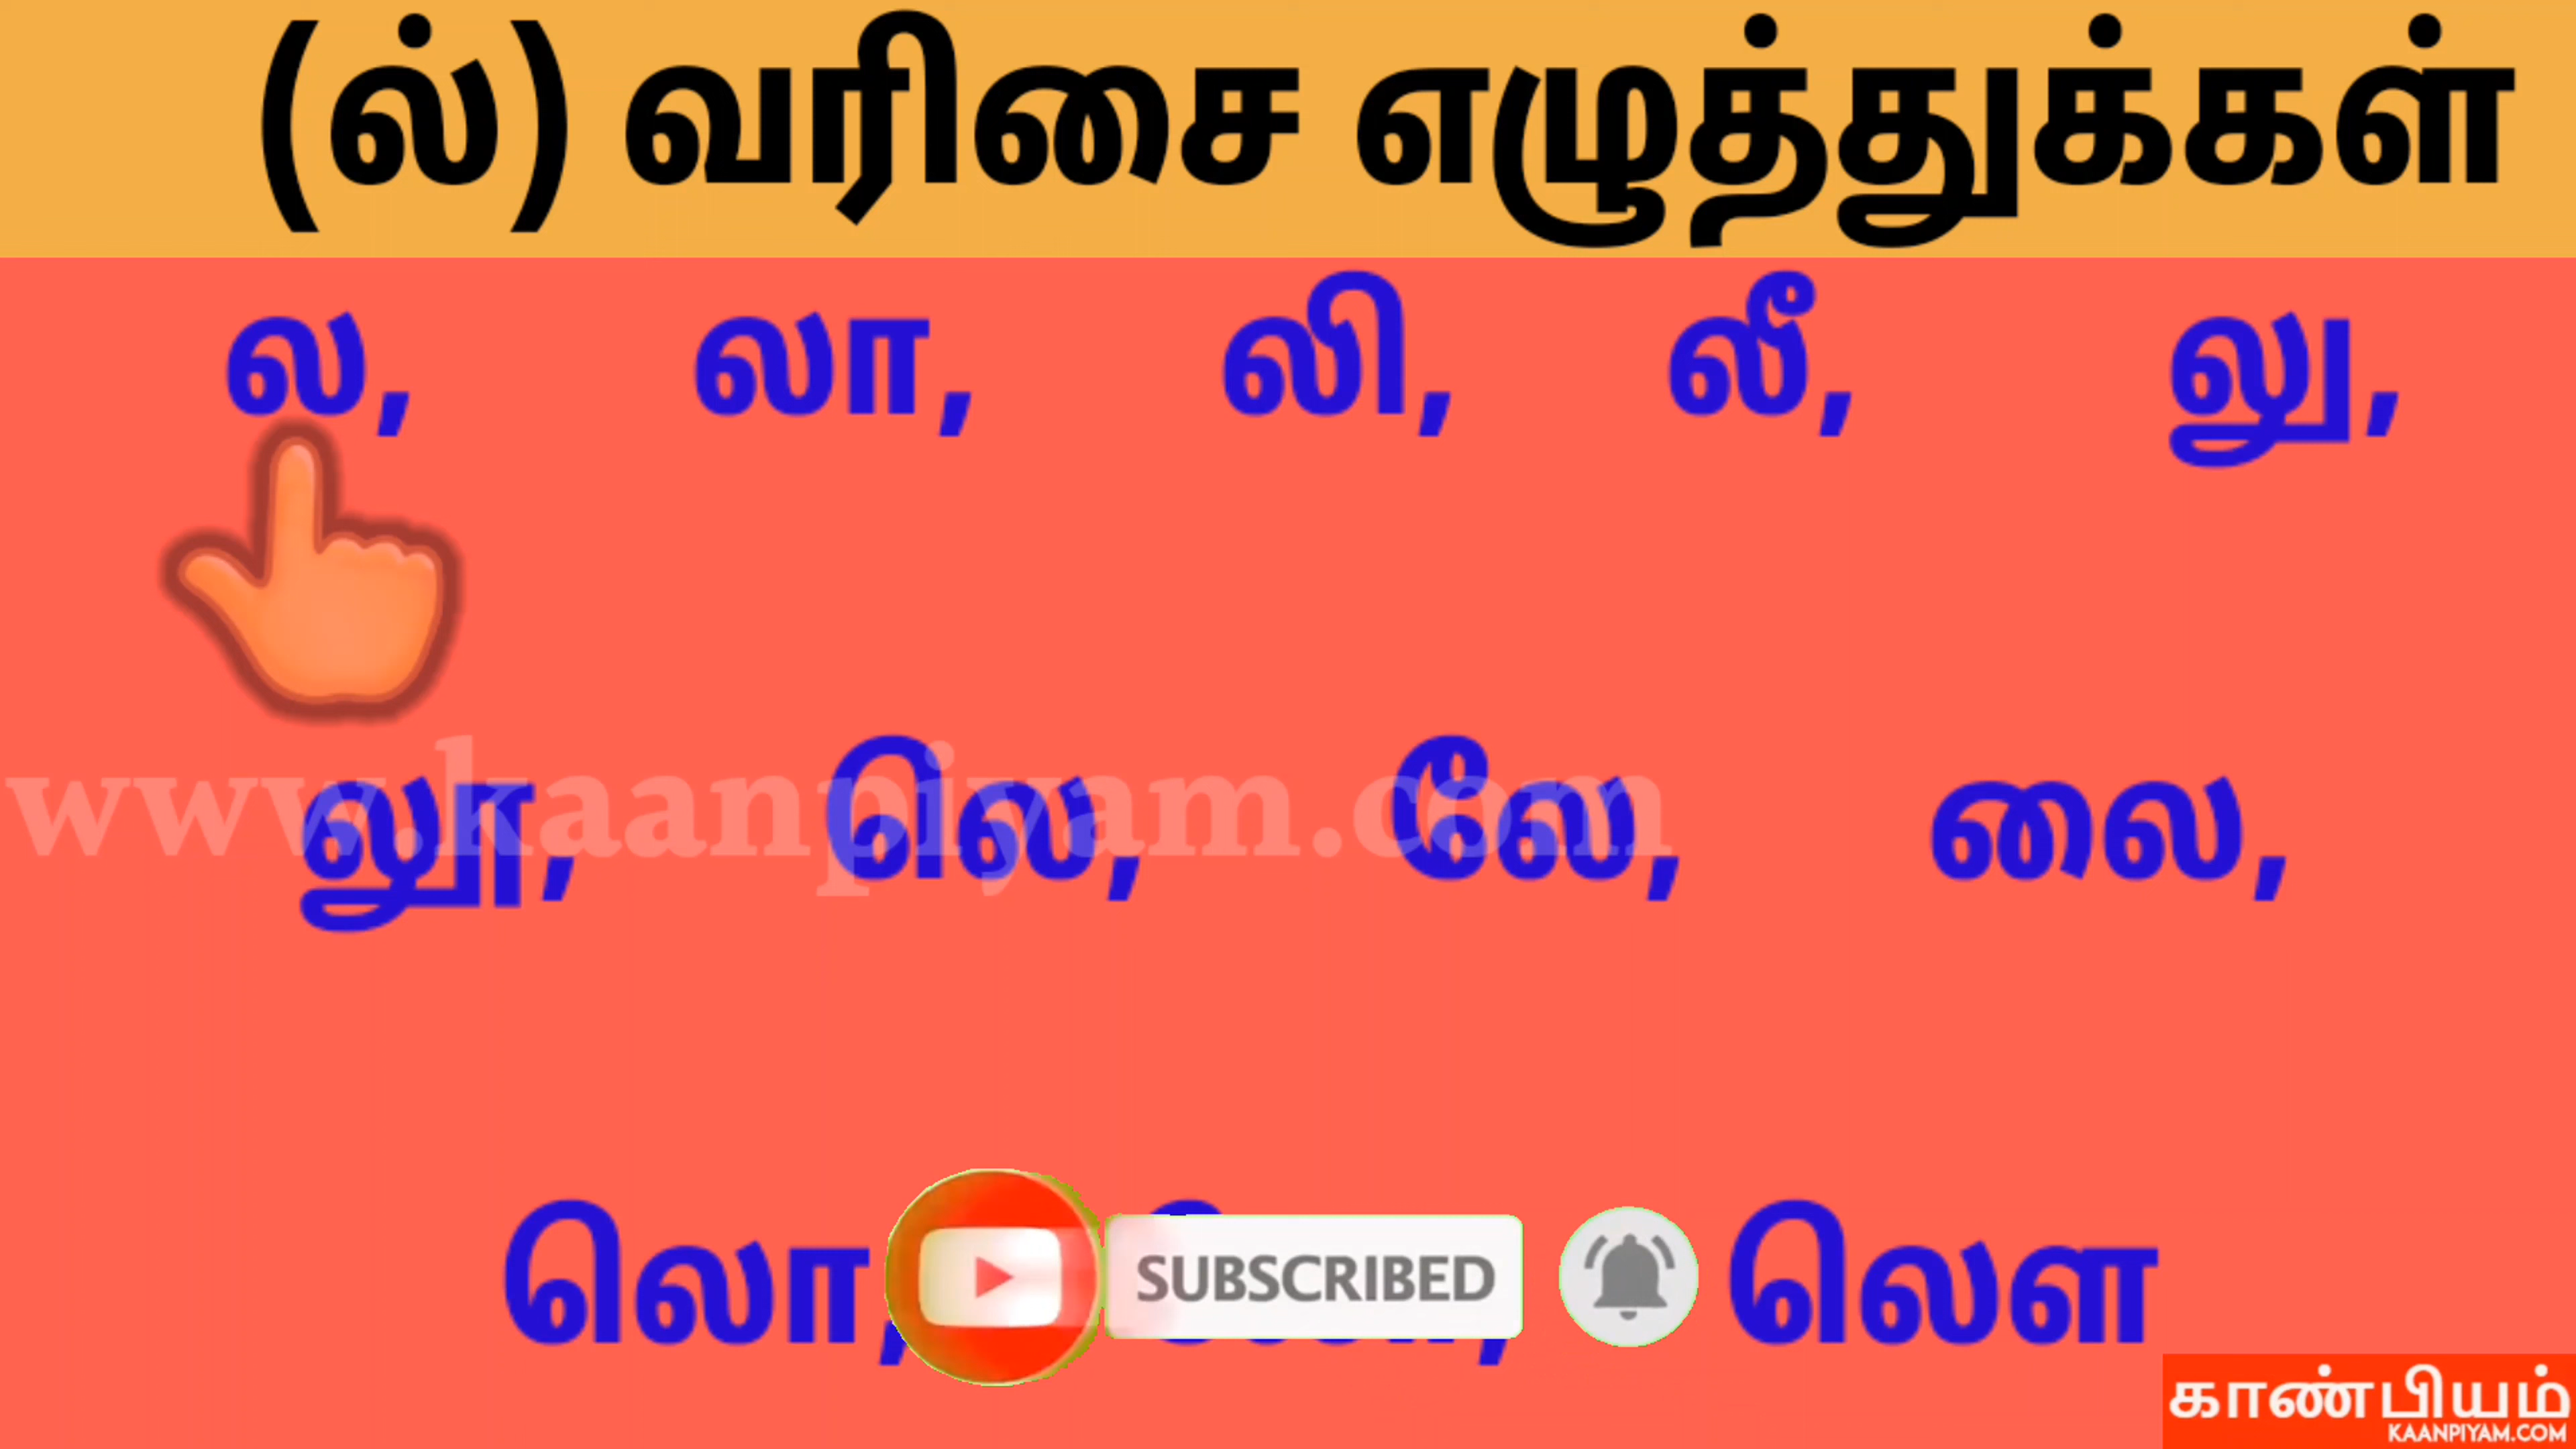 (ல்) வரிசை எழுத்துக்கள்
ல, லா, லி, லீ, லு,
www.kaanpiyam.com
லூ, லெ, லே, லை,
லொ, SUBSCRIBED லௌ
காண்பியம்
KAANPIYAM.COM